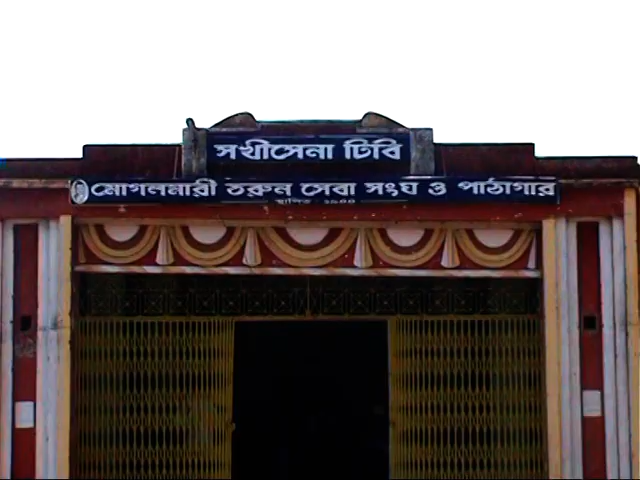 সখীসেনা ঢিবি
মোগলমারী তরুন সেবা সংঘ ও পাঠাগার
স্থাপিত -